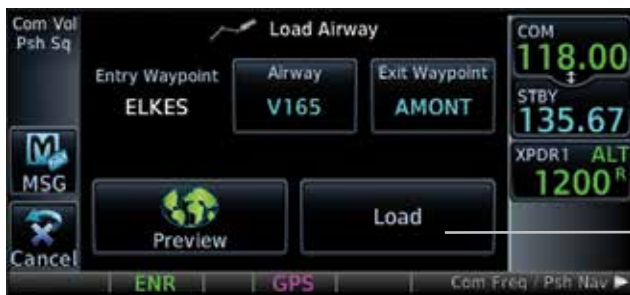 Com Vol
Psh Sq
Load Airway
COM
118.00
STBY
135.67
XPDR1 ALT
1200 R
Entry Waypoint
ELKES
Airway
V165
Exit Waypoint
AMONT
MSG
Cancel
Preview
Load
ENR
GPS
Com Freq / Psh Nav